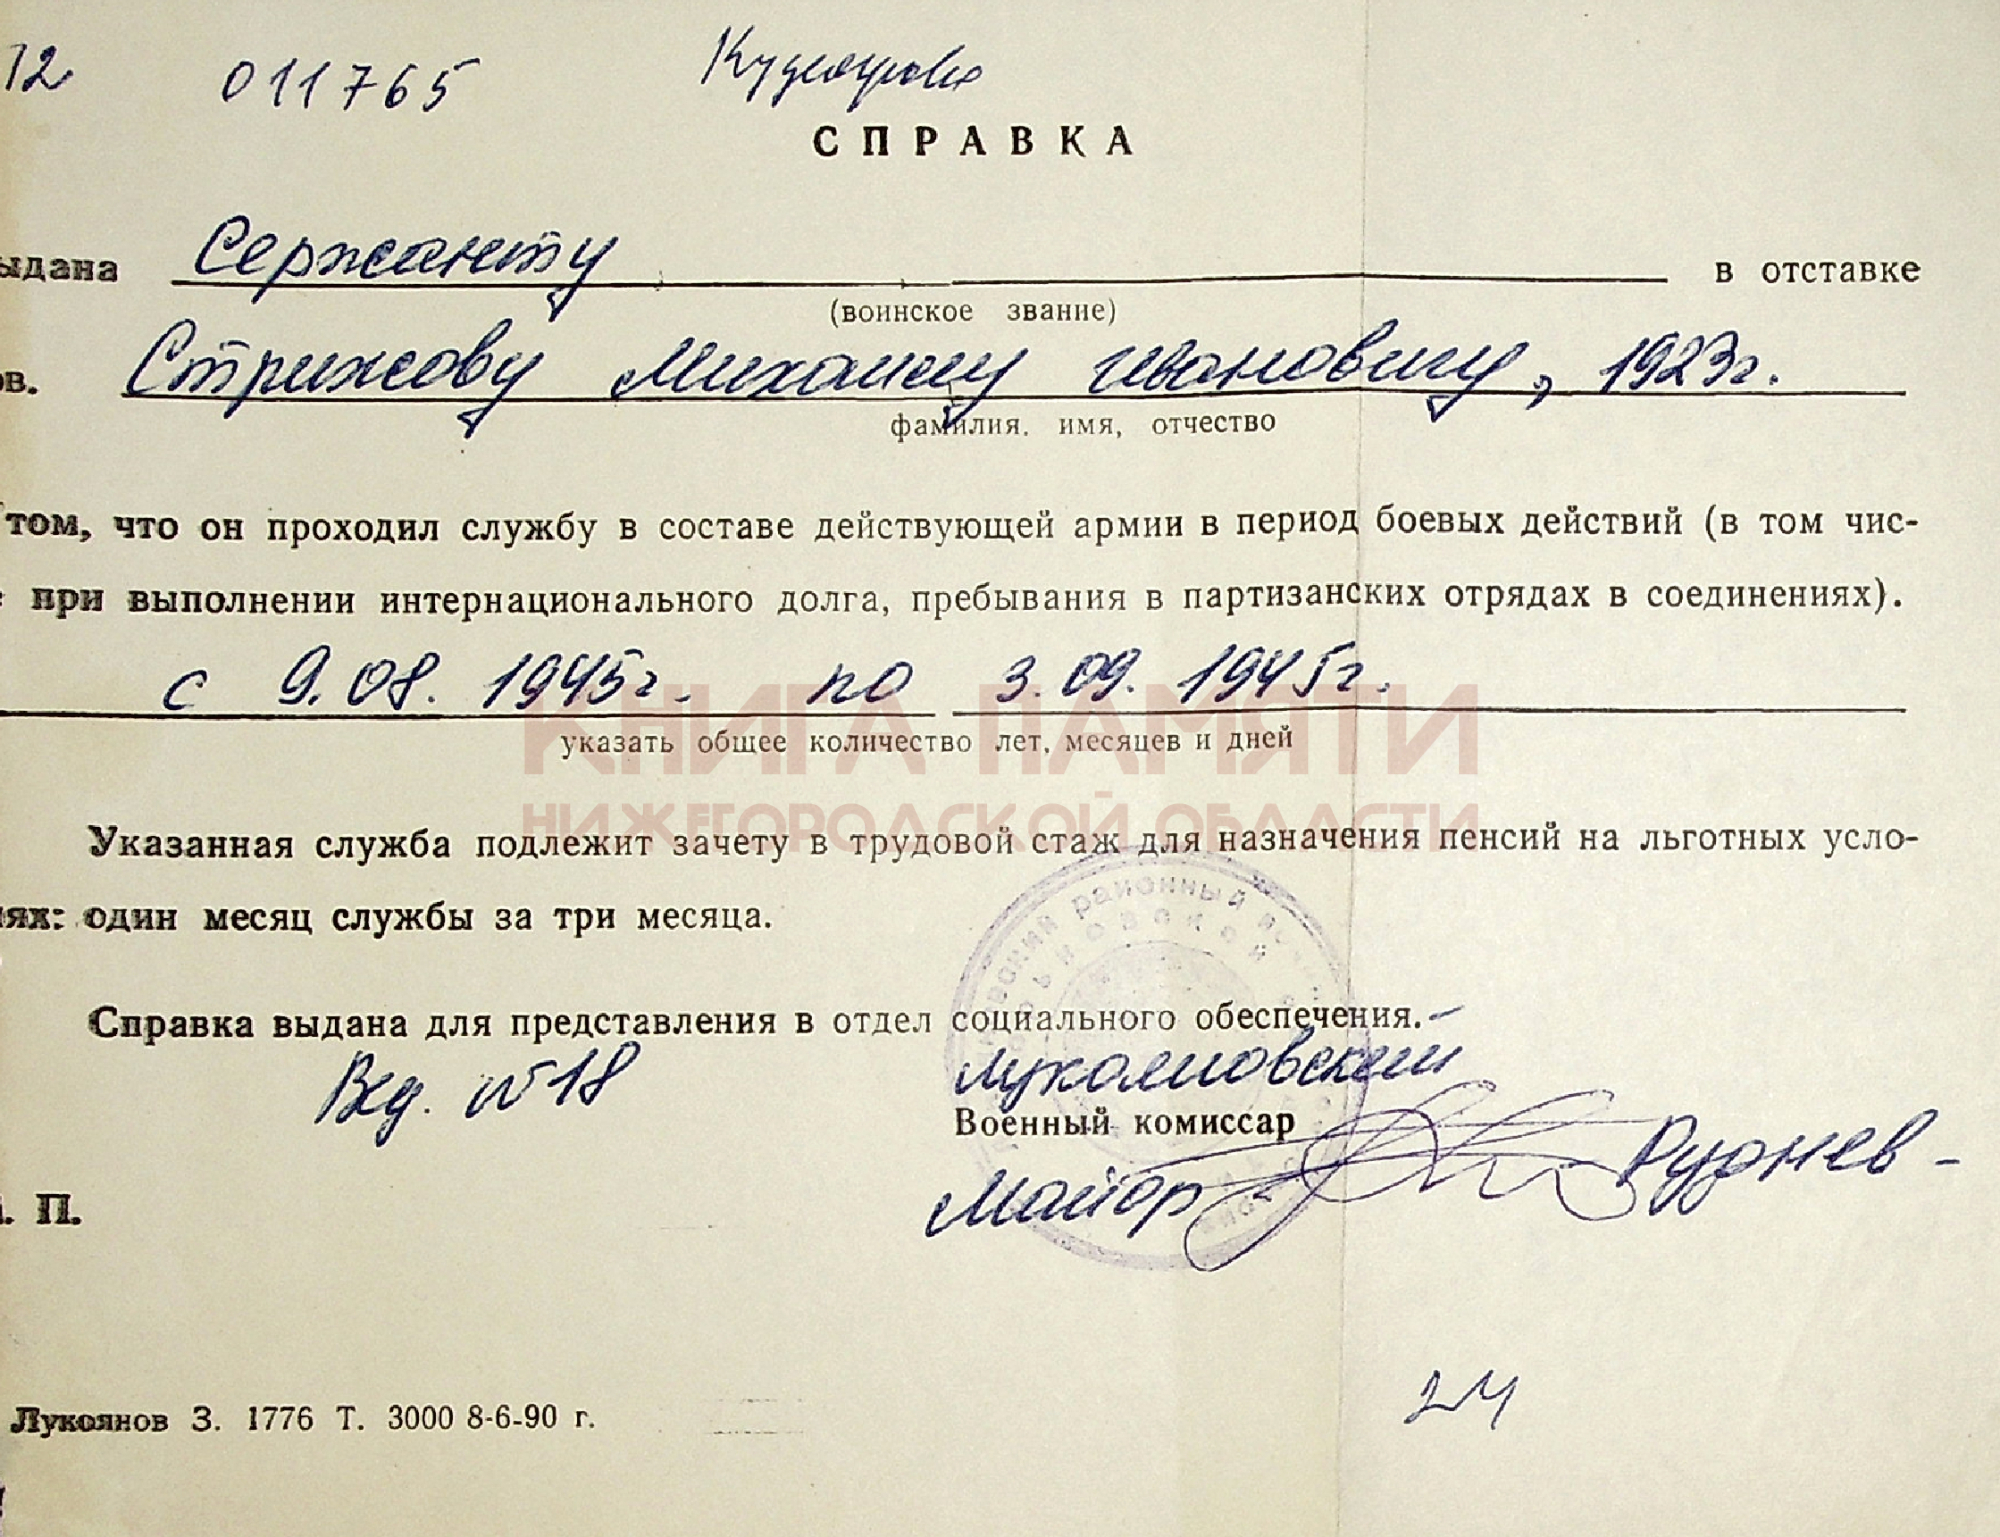 12 011765
СПРАВКА
ыдана Сержанту в отставке
(воинское звание)
ов. Стрижову Михаилу Ивановичу, 1923г.
фамилия, имя, отчество
том, что он проходил службу в составе действующей армии в период боевых действий (в том чис-
е при выполнении интернационального долга, пребывания в партизанских отрядах в соединениях).
с 9.08.1945г. по 3.09.1945г.
КНИГА ПАМЯТИ
указать общее количество лет, месяцев и дней
НИЖЕГОРОДСКОЙ ОБЛАСТИ
Указанная служба подлежит зачету в трудовой стаж для назначения пенсий на льготных усло-
иях: один месяц службы за три месяца.
районный
Справка выдана для представления в отдел социального обеспечения.
Вкд. №18 Лукояновский
Военный комиссар
Майор Руднев
. П.
24
Лукоянов З. 1776 Т. 3000 8-6-90 г.